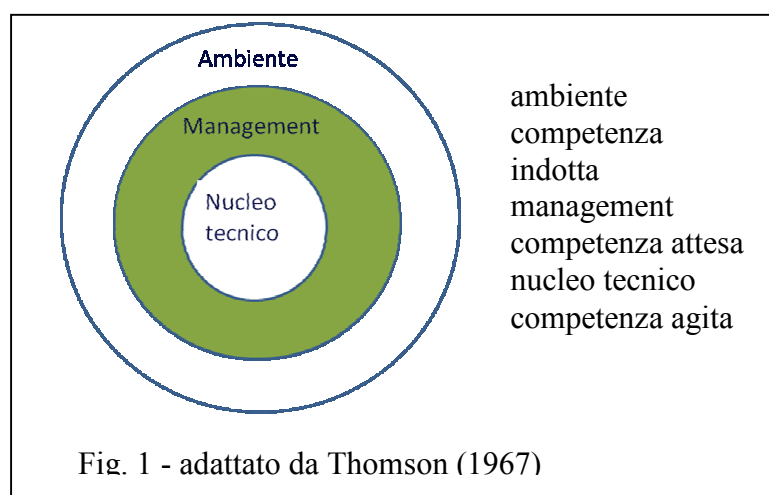 Ambiente
Management
Nucleo
tecnico
ambiente
competenza
indotta
management
competenza attesa
nucleo tecnico
competenza agita
Fig. 1 - adattato da Thomson (1967)